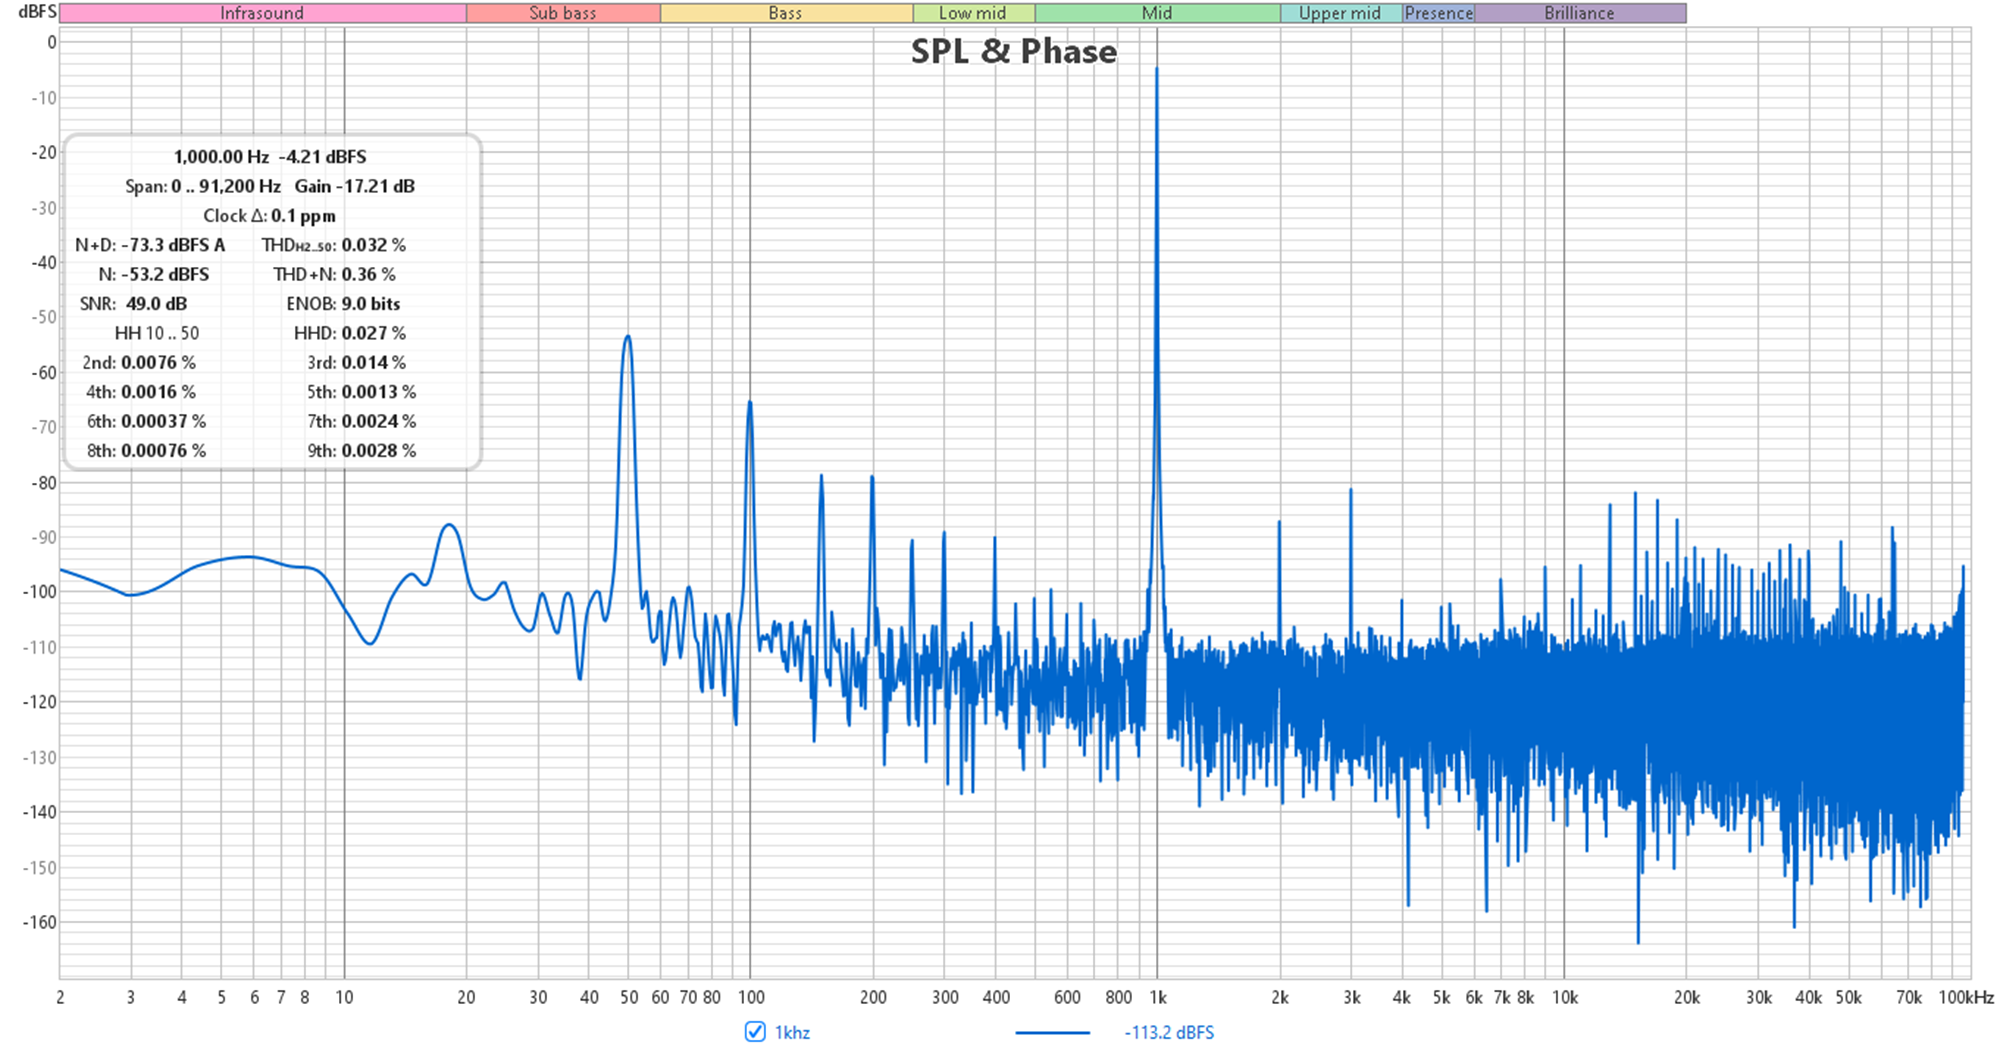 dBFS Infrasound Sub bass Bass Low mid Mid Upper mid Presence Brilliance
SPL & Phase
0
-10
-20
-30
-40
-50
-60
-70
-80
-90
-100
-110
-120
-130
-140
-150
-160
1,000.00 Hz -4.21 dBFS
Span: 0 .. 91,200 Hz Gain -17.21 dB
Clock Δ: 0.1 ppm
N+D: -73.3 dBFS A THDH2..50: 0.032 %
N: -53.2 dBFS THD+N: 0.36 %
SNR: 49.0 dB ENOB: 9.0 bits
HH 10 .. 50 HHD: 0.027 %
2nd: 0.0076 % 3rd: 0.014 %
4th: 0.0016 % 5th: 0.0013 %
6th: 0.00037 % 7th: 0.0024 %
8th: 0.00076 % 9th: 0.0028 %
2 3 4 5 6 7 8 10 20 30 40 50 60 70 80 100 200 300 400 600 800 1k 2k 3k 4k 5k 6k 7k 8k 10k 20k 30k 40k 50k 70k 100kHz
1khz -113.2 dBFS